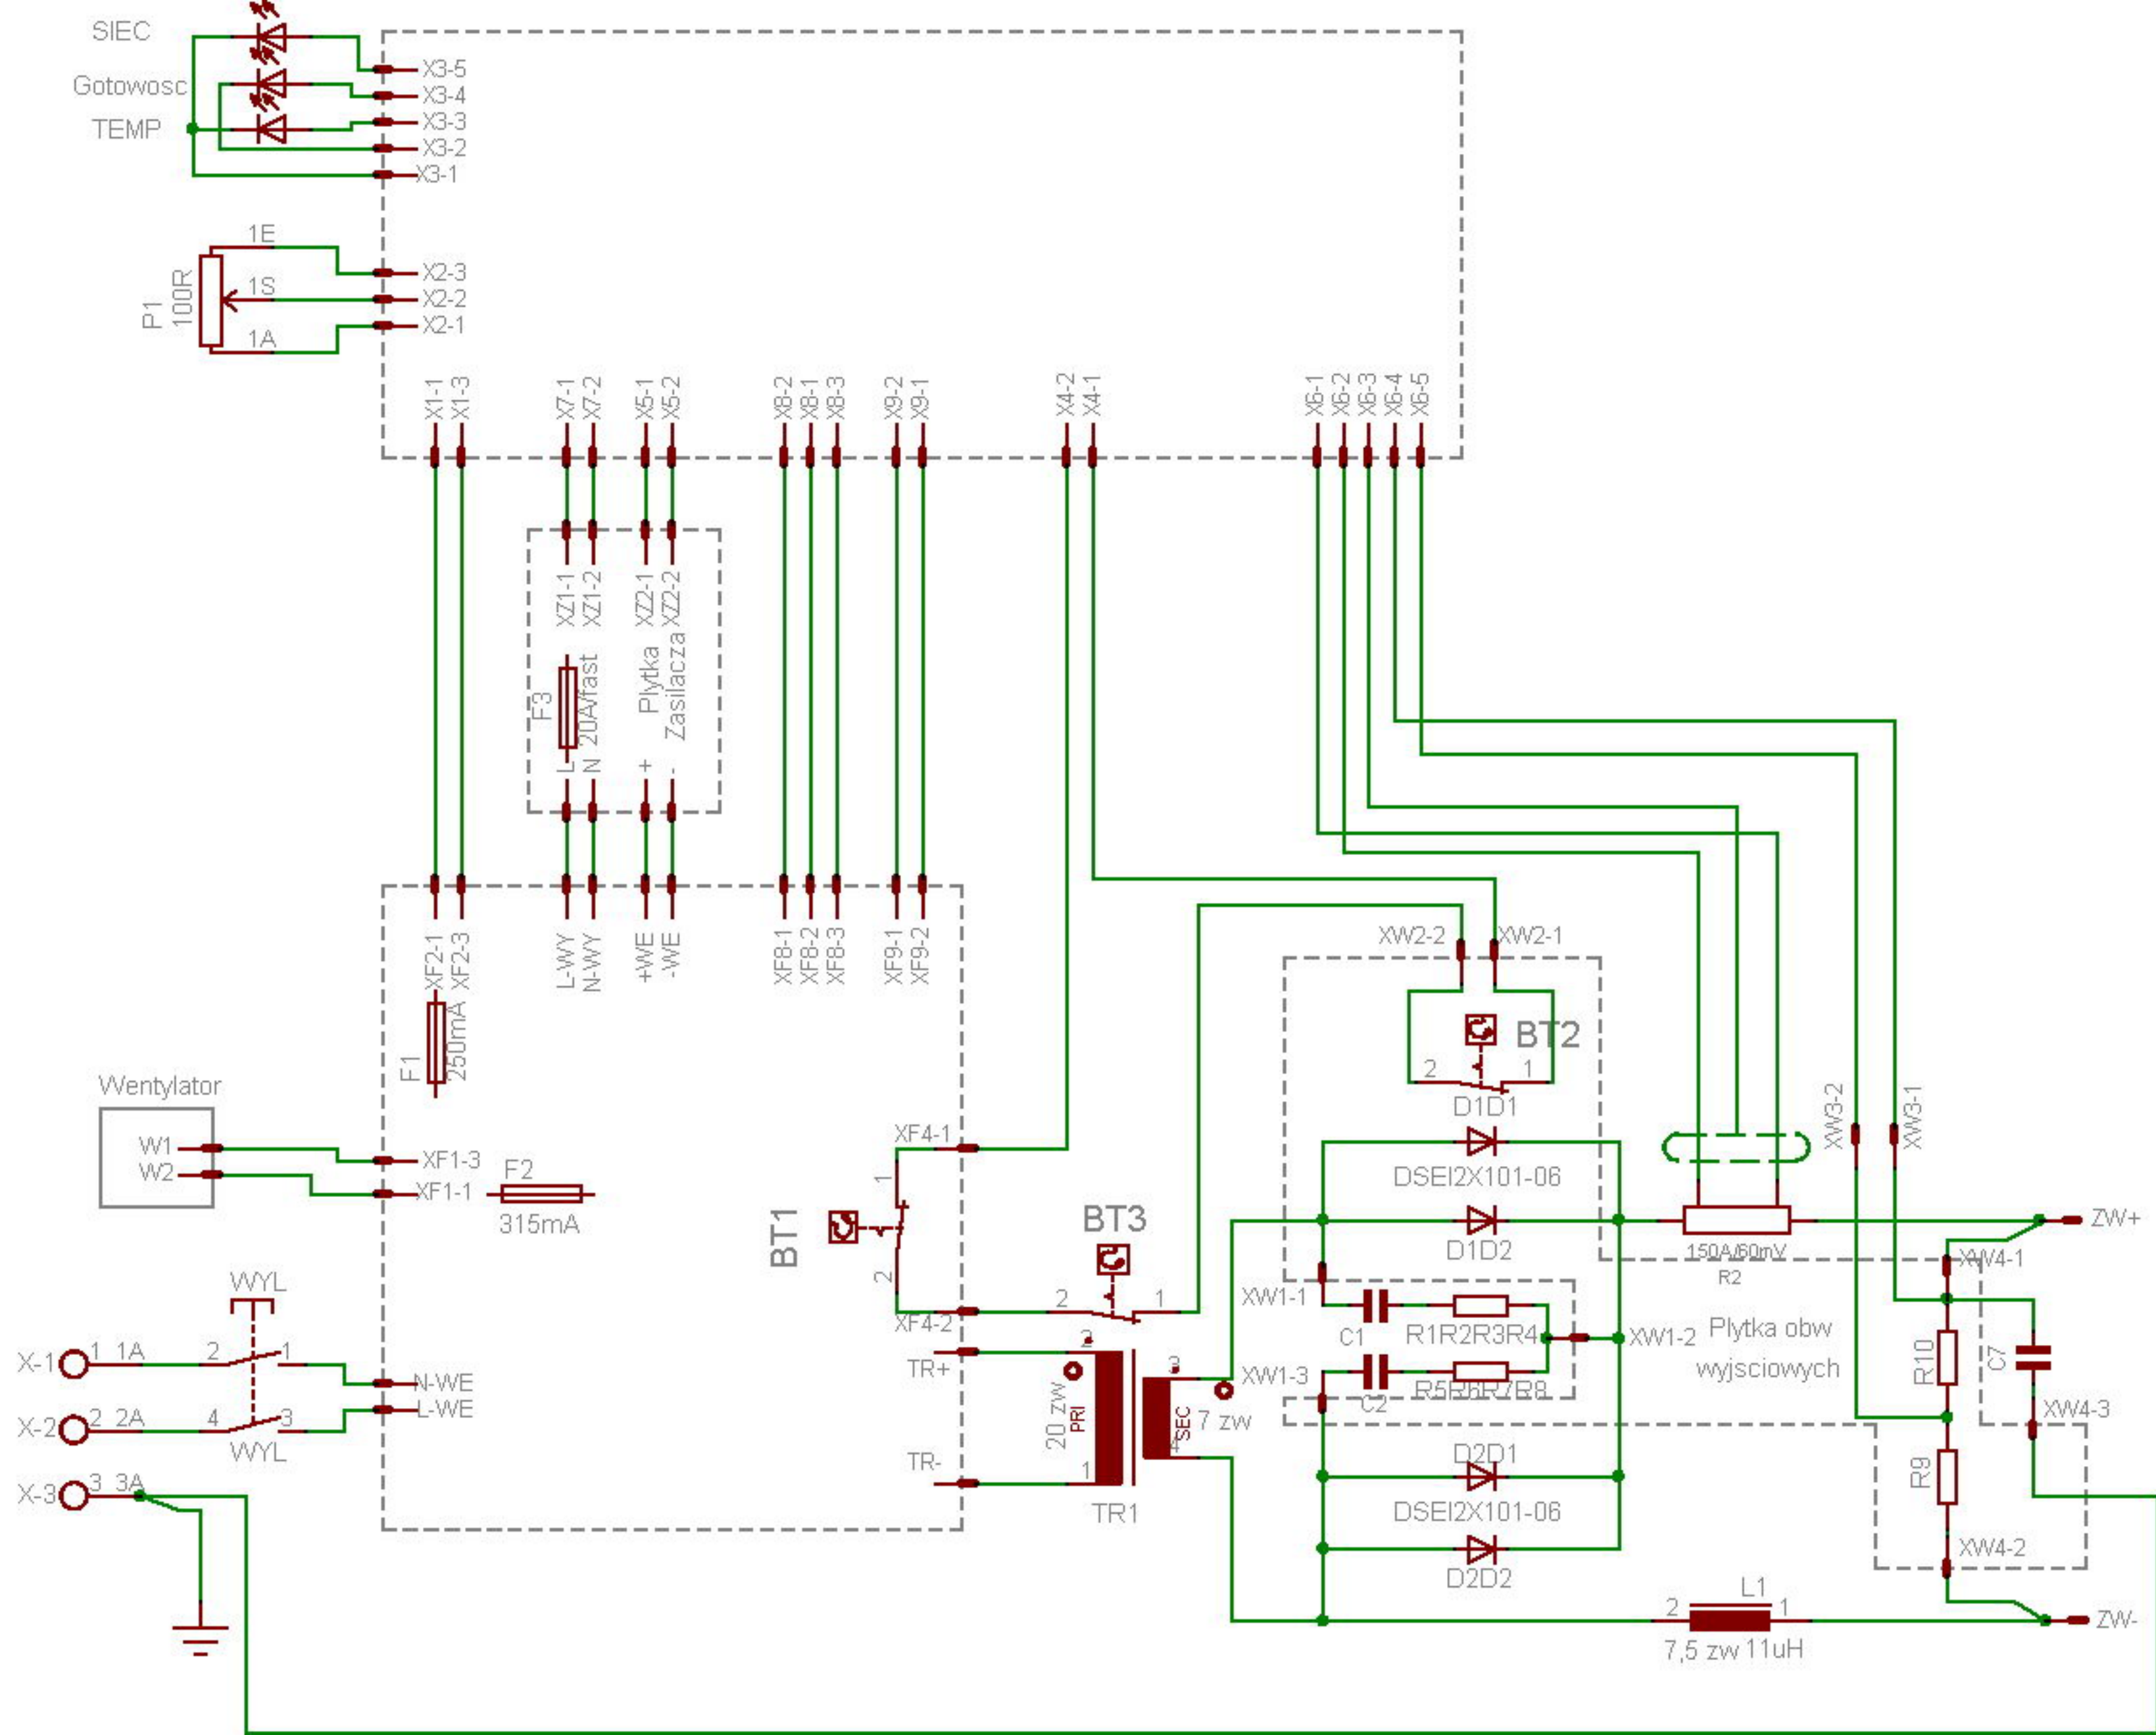 SIEC
Gotowosc
TEMP
X3-5
X3-4
X3-3
X3-2
X3-1
1E
1S
1A
P1
100R
X2-3
X2-2
X2-1
X1-1
X1-3
X7-1
X7-2
X5-1
X5-2
X8-2
X8-1
X8-3
X9-2
X9-1
X4-2
X4-1
X6-1
X6-2
X6-3
X6-4
X6-5
XZ1-1
XZ1-2
XZ2-1
XZ2-2
F3
20A/fast
Plytka
Zasilacza
L
N
+
-
XF2-1
XF2-3
L-WY
N-WY
+WE
-WE
XF8-1
XF8-2
XF8-3
XF9-1
XF9-2
F1
250mA
Wentylator
W1
W2
XF1-3
XF1-1
F2
315mA
XF4-1
1
BT1
2
XF4-2
BT3
2
1
XW2-2
XW2-1
BT2
2
1
D1D1
DSEI2X101-06
D1D2
XW3-2
XW3-1
150A/60mV
R2
ZW+
XW4-1
XW1-1
C1
R1R2R3R4
XW1-2
Plytka obw
wyjsciowych
R10
C7
XW1-3
C2
R5R6R7R8
XW4-3
WYL
X-1
1
1A
2
1
N-WE
X-2
2
2A
4
3
L-WE
WYL
X-3
3
3A
TR+
TR-
2
20 zw
PRI
1
TR1
3
SEC
7 zw
4
D2D1
DSEI2X101-06
D2D2
R9
XW4-2
L1
2
1
7,5 zw 11uH
ZW-